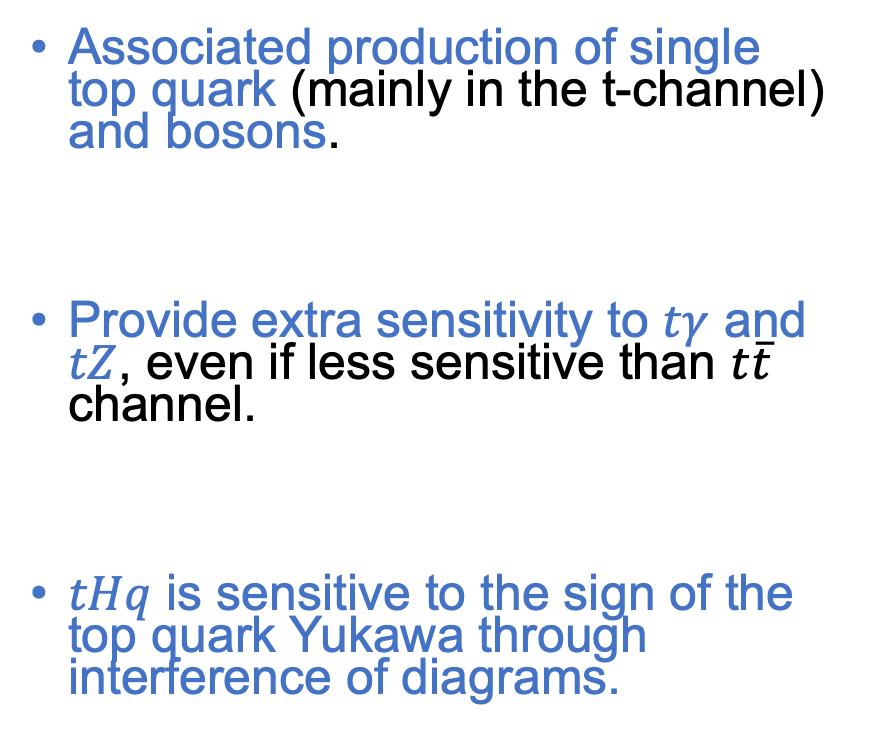 • Associated production of single
top quark (mainly in the t-channel)
and bosons.
• Provide extra sensitivity to 𝑡𝛾 and
𝑡𝑍, even if less sensitive than 𝑡𝑡̅
channel.
• 𝑡𝐻𝑞 is sensitive to the sign of the
top quark Yukawa through
interference of diagrams.